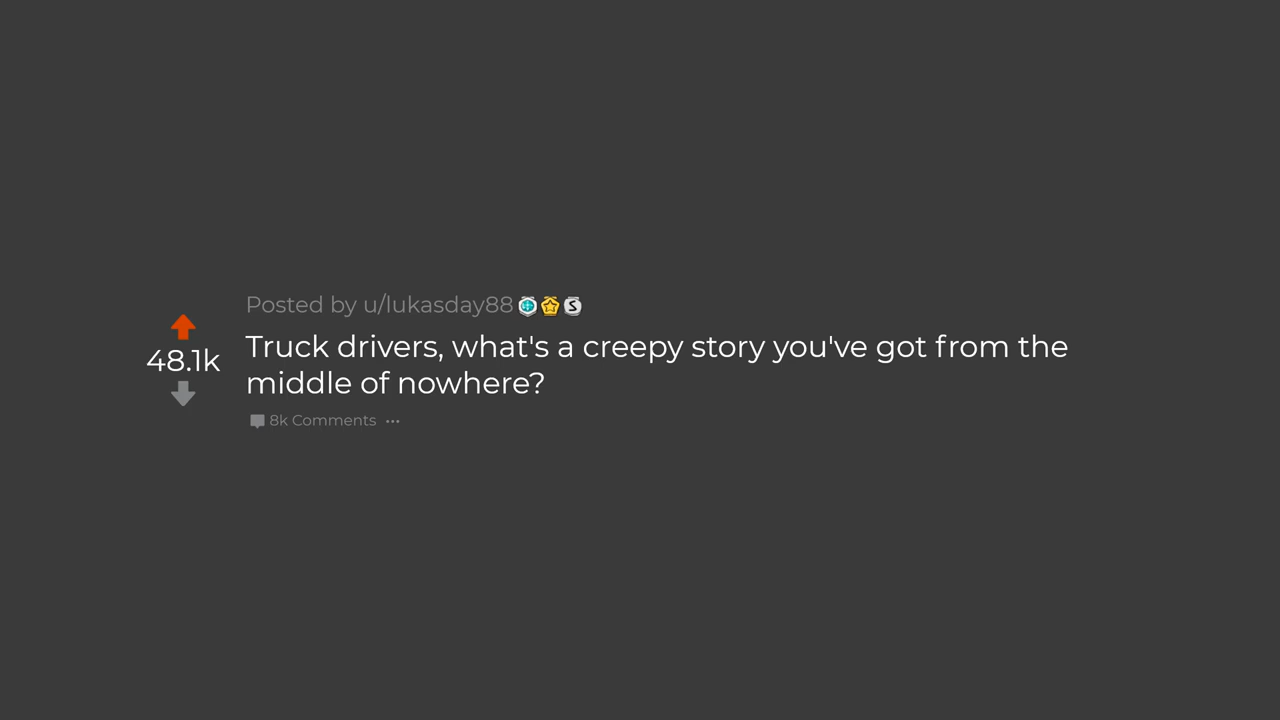 Posted by u/lukasday88
48.1k
Truck drivers, what's a creepy story you've got from the
middle of nowhere?
8k Comments ...